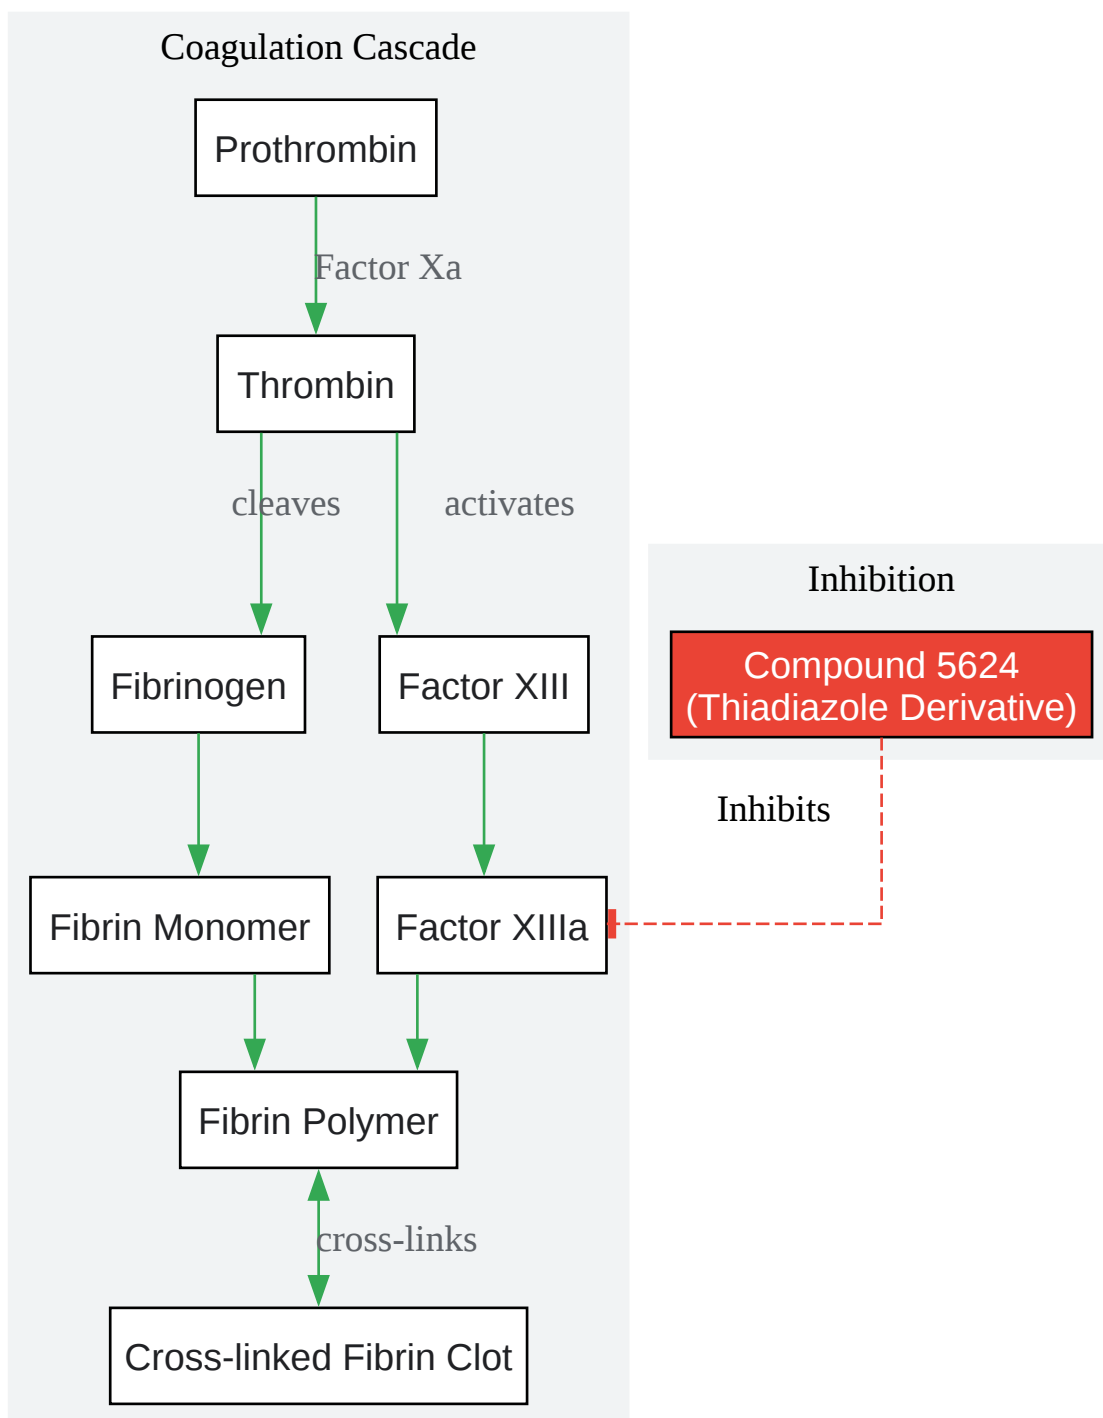 Coagulation Cascade
Prothrombin
Factor Xa
Thrombin
cleaves
activates
Inhibition
Compound 5624
(Thiadiazole Derivative)
Fibrinogen
Factor XIII
Inhibits
Fibrin Monomer
Factor XIIIa
Fibrin Polymer
cross-links
Cross-linked Fibrin Clot